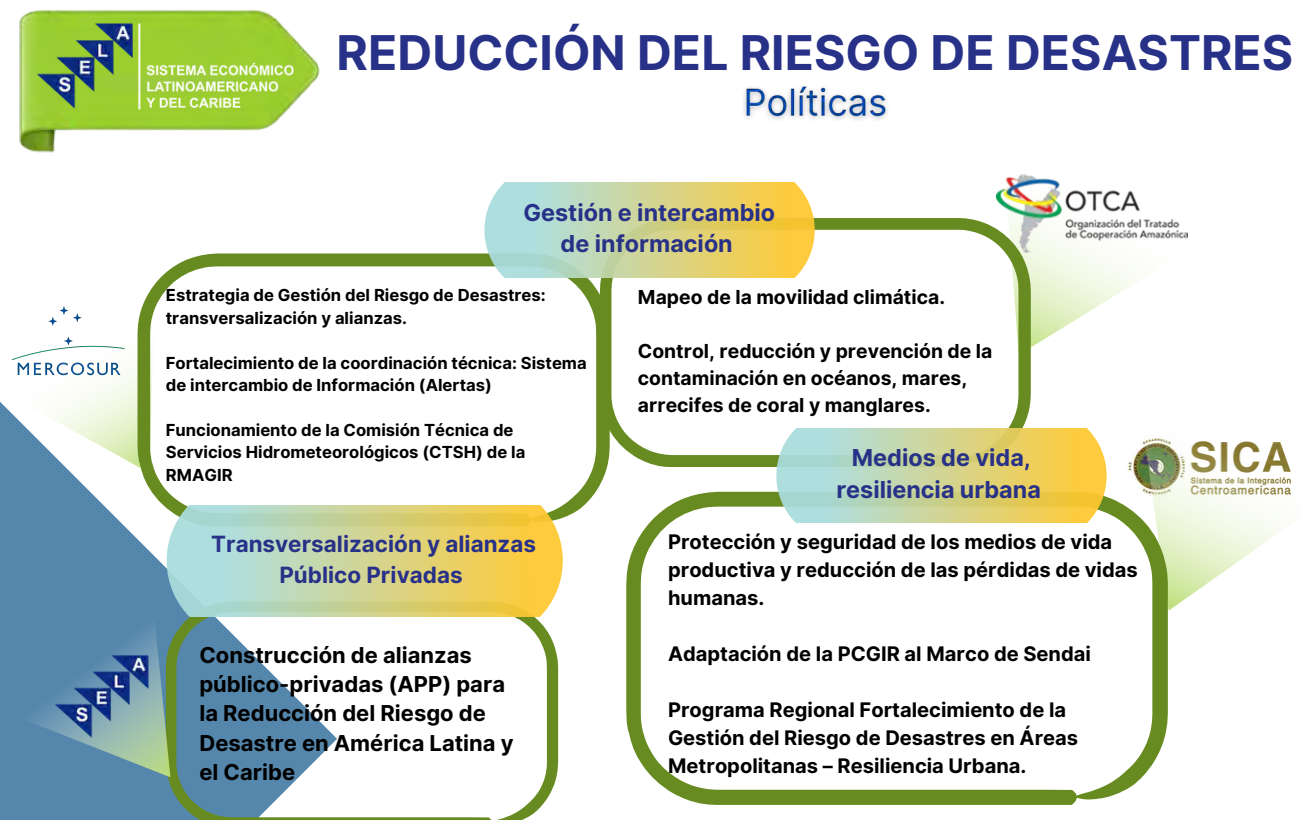 SELA
SISTEMA ECONÓMICO
LATINOAMERICANO
Y DEL CARIBE
REDUCCIÓN DEL RIESGO DE DESASTRES
Políticas
Gestión e intercambio
de información
OTCA
Organización del Tratado
de Cooperación Amazónica
MERCOSUR
Estrategia de Gestión del Riesgo de Desastres:
transversalización y alianzas.
Fortalecimiento de la coordinación técnica: Sistema
de intercambio de Información (Alertas)
Funcionamiento de la Comisión Técnica de
Servicios Hidrometeorológicos (CTSH) de la
RMAGIR
Mapeo de la movilidad climática.
Control, reducción y prevención de la
contaminación en océanos, mares,
arrecifes de coral y manglares.
Medios de vida,
resiliencia urbana
SICA
Sistema de la Integración
Centroamericana
Transversalización y alianzas
Público Privadas
Protección y seguridad de los medios de vida
productiva y reducción de las pérdidas de vidas
humanas.
Adaptación de la PCGIR al Marco de Sendai
Programa Regional Fortalecimiento de la
Gestión del Riesgo de Desastres en Áreas
Metropolitanas – Resiliencia Urbana.
SELA
Construcción de alianzas
público-privadas (APP) para
la Reducción del Riesgo de
Desastre en América Latina y
el Caribe